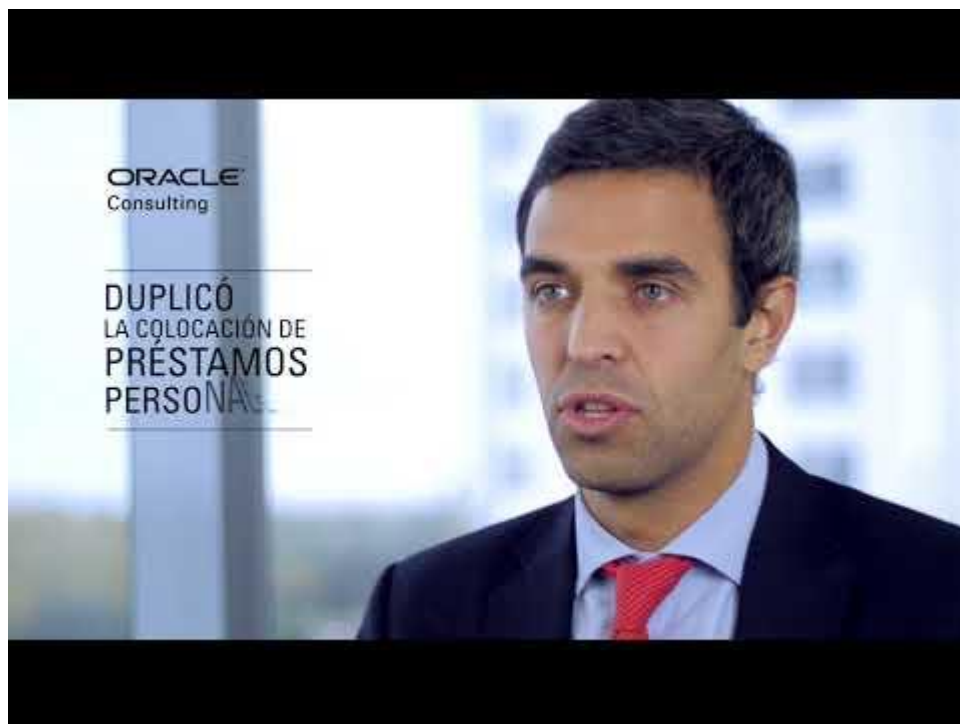 ORACLE
Consulting
DUPLICÓ
LA COLOCACIÓN DE
PRÉSTAMOS